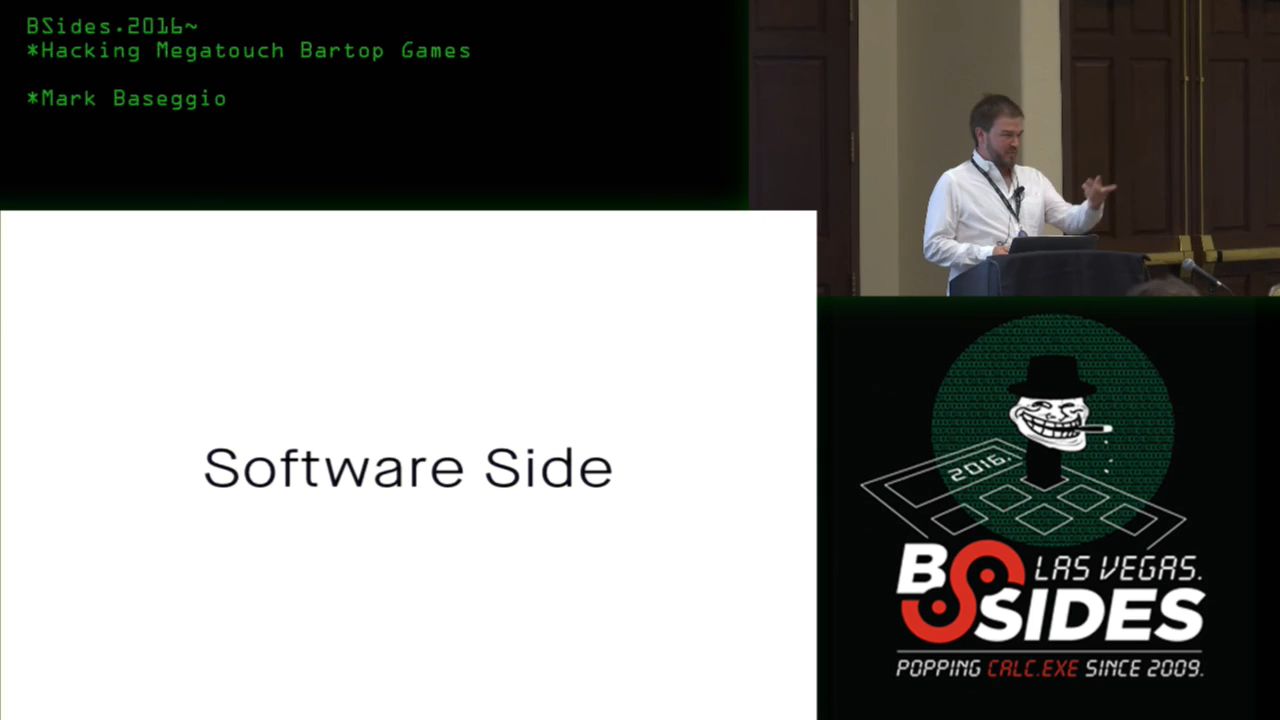 BSides.2016~
*Hacking Megatouch Bartop Games
*Mark Baseggio
Software Side
2016.
BSIDES
LAS VEGAS.
POPPING CALC.EXE SINCE 2009.